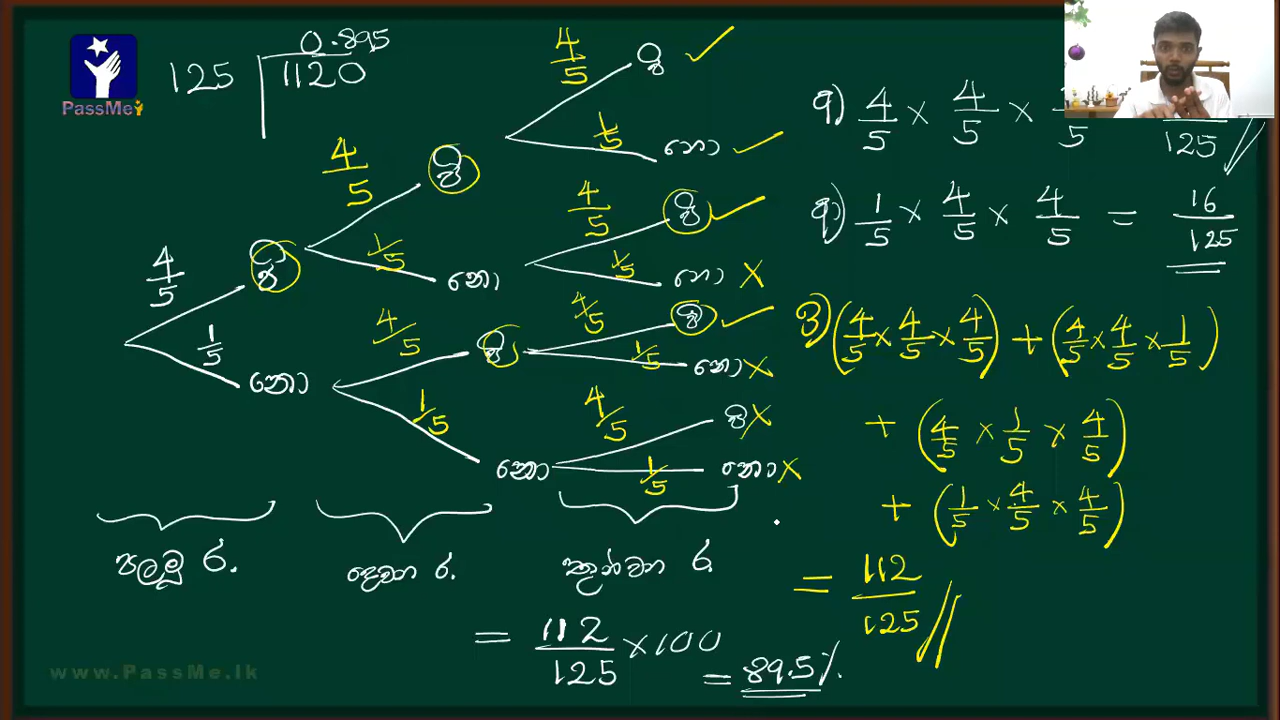 PassMe
0.895
125 1120
4/5 ජි ✓
1/5 නො ✓
4/5 ජි
4/5 ජි ✓
1/5 නො
1/5 නො X
4/5 ජි
4/5 ජි ✓
1/5 නො
4/5 ජි
1/5 නො X
1/5 නො
4/5 ජි X
1/5 නො X
පලමු ර.
දෙවන ර.
තුන්වන ර.
අ) 4/5 × 4/5 × 1/5
125
ආ) 1/5 × 4/5 × 4/5 = 16/125
ඉ) (4/5 × 4/5 × 4/5) + (4/5 × 4/5 × 1/5)
+ (4/5 × 1/5 × 4/5)
+ (1/5 × 4/5 × 4/5)
= 112/125
= 112/125 × 100
= 89.5%
www.PassMe.lk